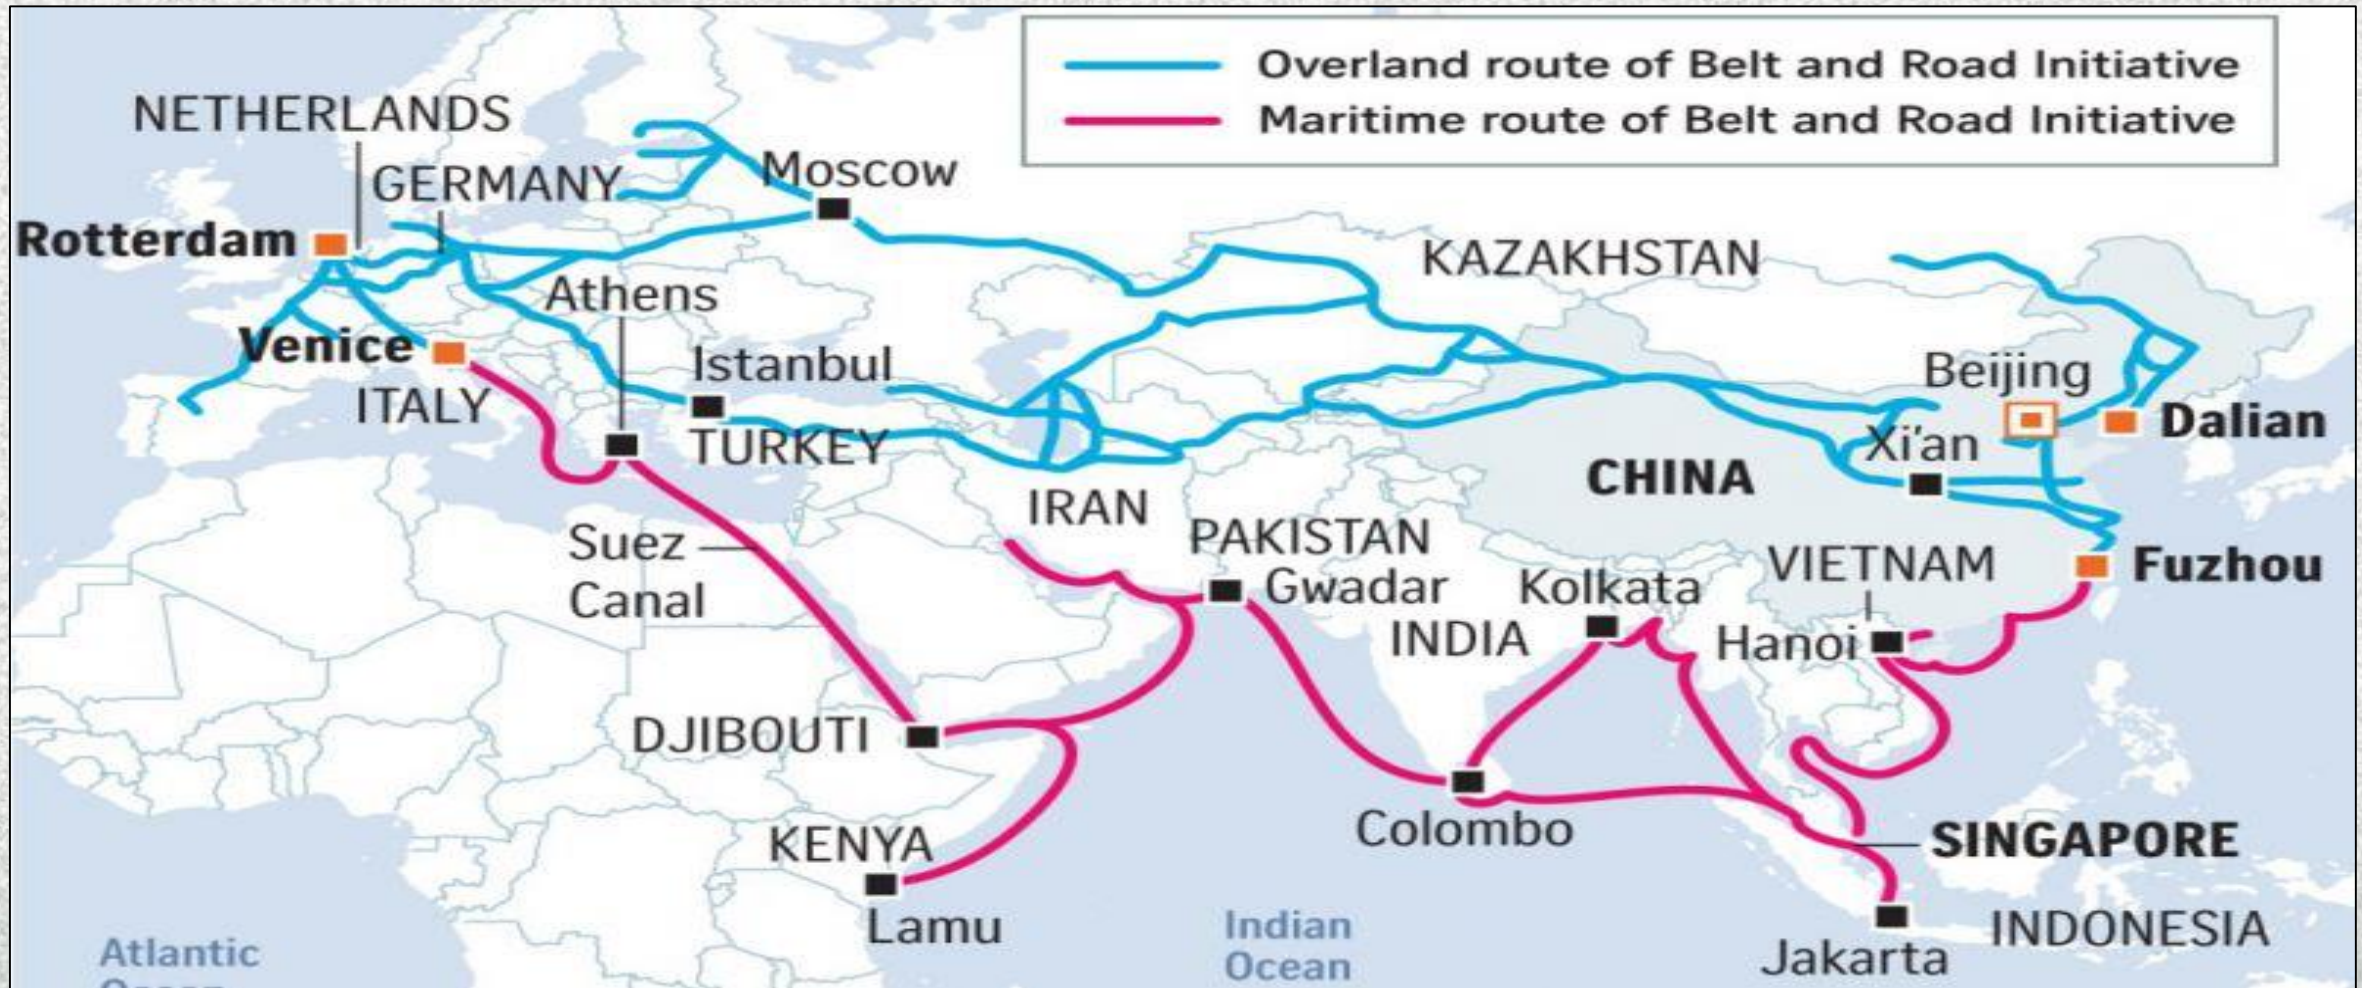 Overland route of Belt and Road Initiative
Maritime route of Belt and Road Initiative
NETHERLANDS
GERMANY
Moscow
Rotterdam
KAZAKHSTAN
Athens
Venice
Istanbul
Beijing
ITALY
Dalian
TURKEY
Xi'an
CHINA
IRAN
Suez
Canal
PAKISTAN
Gwadar
Kolkata
VIETNAM
Fuzhou
INDIA
Hanoi
DJIBOUTI
Colombo
KENYA
SINGAPORE
Lamu
Indian
Ocean
INDONESIA
Jakarta
Atlantic